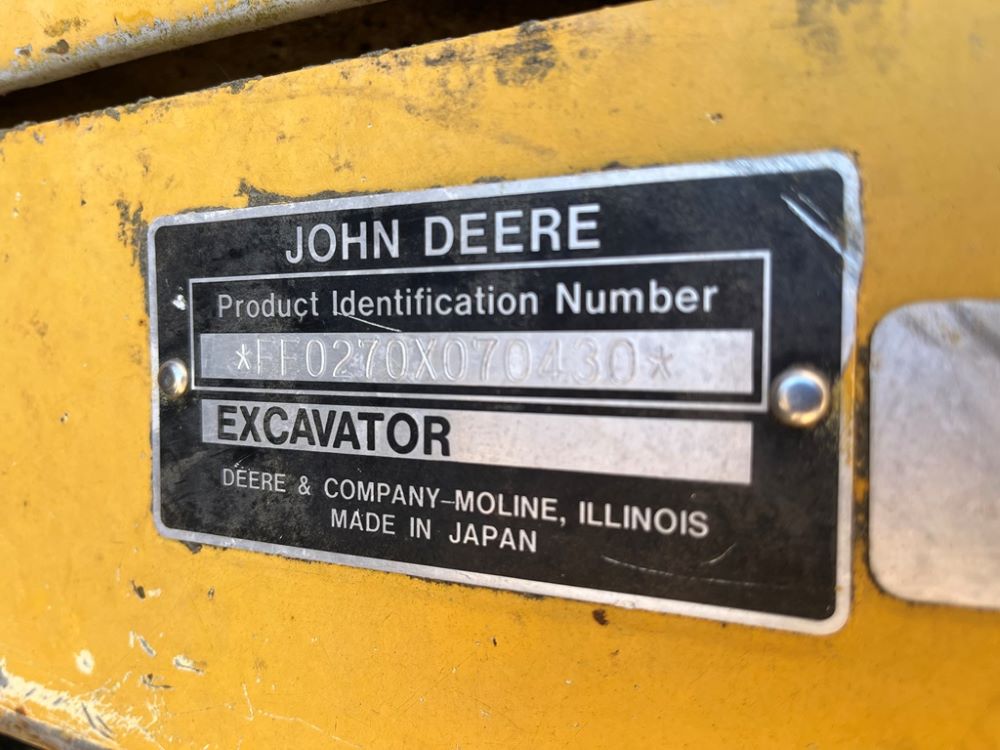 JOHN DEERE
Product Identification Number
*FF0270X070430*
EXCAVATOR
DEERE & COMPANY–MOLINE, ILLINOIS
MADE IN JAPAN